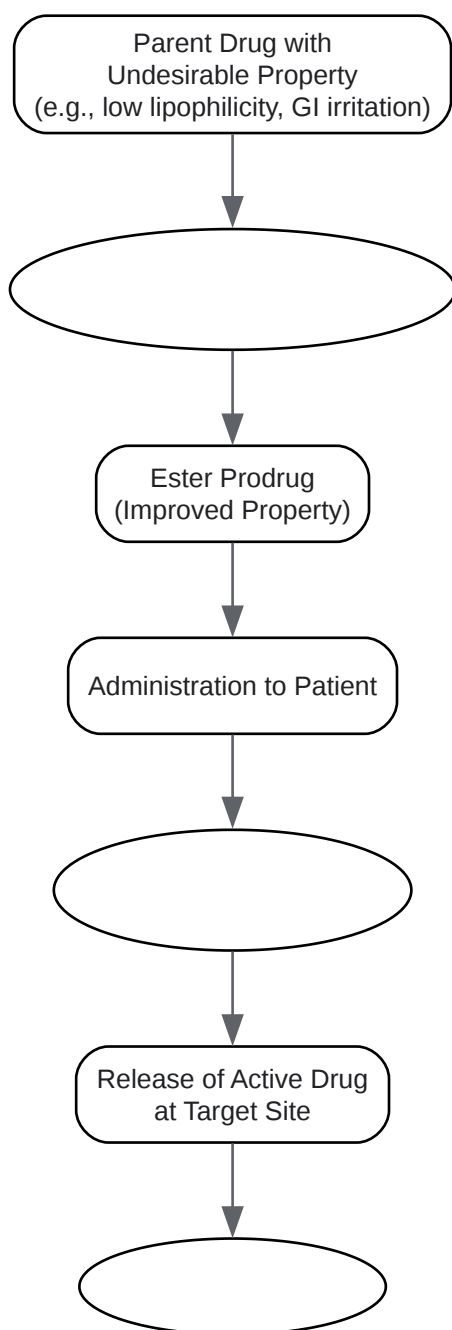 Parent Drug with
Undesirable Property
(e.g., low lipophilicity, GI irritation)
Ester Prodrug
(Improved Property)
Administration to Patient
Release of Active Drug
at Target Site